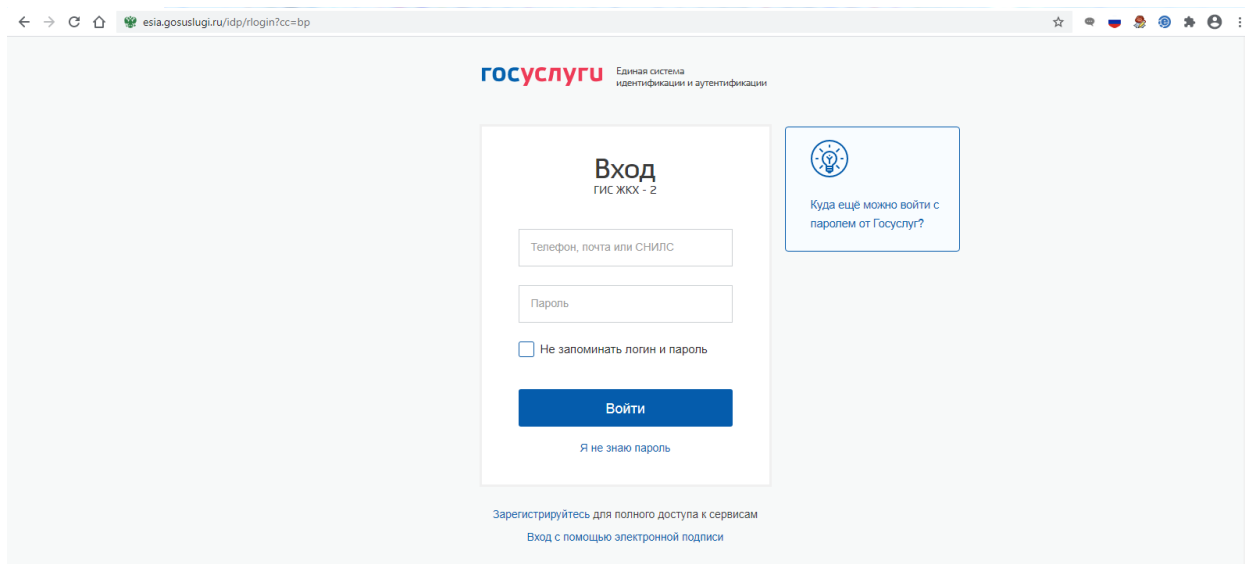 esia.gosuslugi.ru/idp/rlogin?cc=bp
госуслуги
Единая система
идентификации и аутентификации
Вход
ГИС ЖКХ - 2
Куда ещё можно войти с
паролем от Госуслуг?
Телефон, почта или СНИЛС
Пароль
Не запоминать логин и пароль
Войти
Я не знаю пароль
Зарегистрируйтесь для полного доступа к сервисам
Вход с помощью электронной подписи